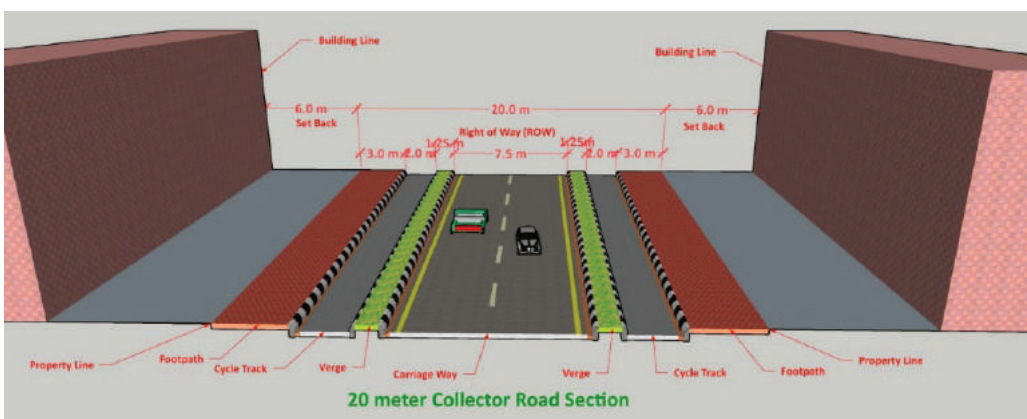 Building Line
Building Line
6.0 m
20.0 m
6.0 m
Set Back
Set Back
Right of Way (ROW)
1.25m
1.25m
3.0 m
2.0 m
7.5 m
2.0 m
3.0 m
Property Line
Footpath
Cycle Track
Verge
Carriage Way
Verge
Cycle Track
Footpath
Property Line
20 meter Collector Road Section